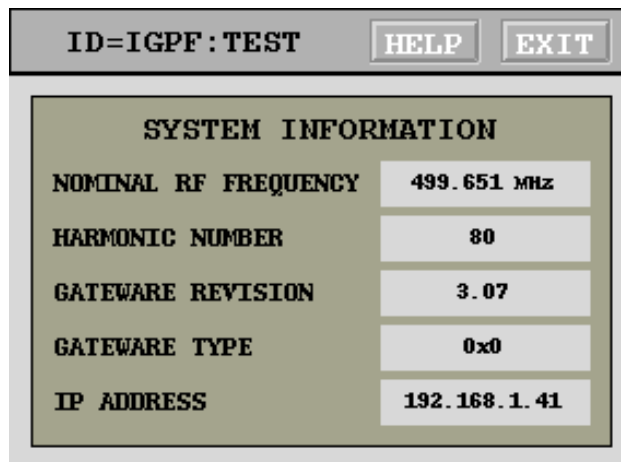 ID=IGPF:TEST HELP EXIT
SYSTEM INFORMATION
NOMINAL RF FREQUENCY 499.651 MHz
HARMONIC NUMBER 80
GATEWARE REVISION 3.07
GATEWARE TYPE 0x0
IP ADDRESS 192.168.1.41